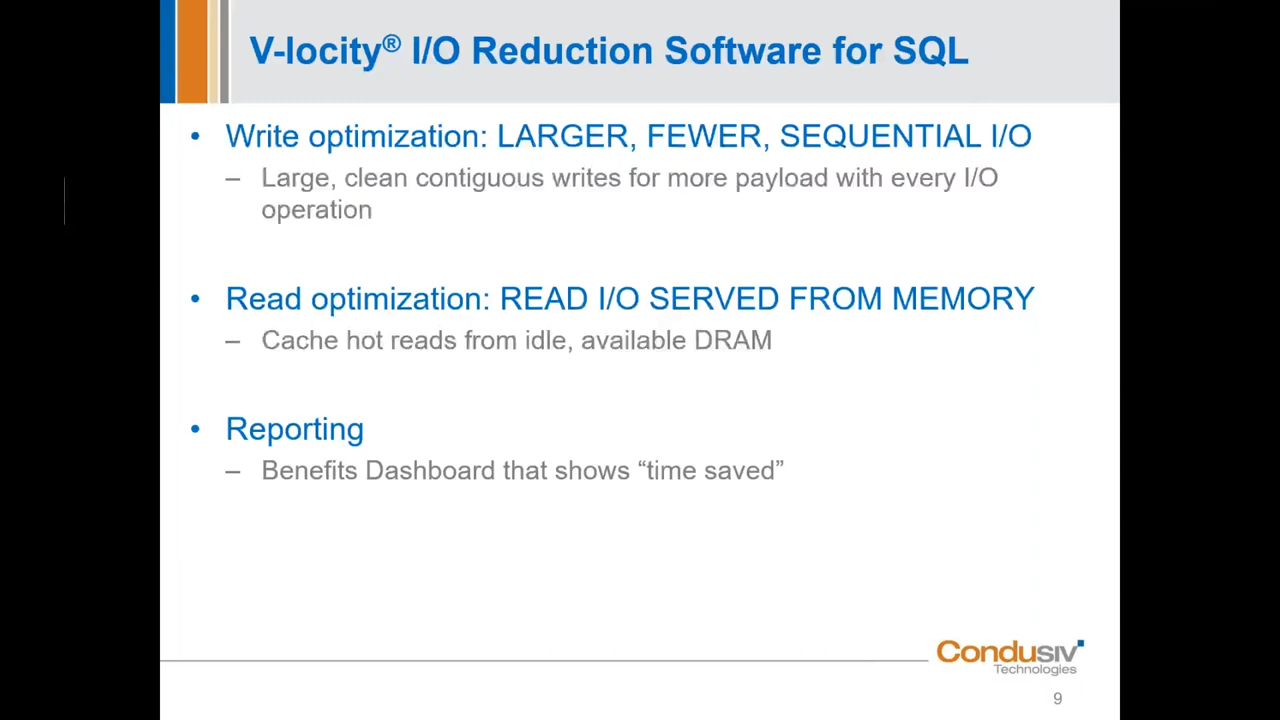 V-locity® I/O Reduction Software for SQL
• Write optimization: LARGER, FEWER, SEQUENTIAL I/O
– Large, clean contiguous writes for more payload with every I/O
operation
• Read optimization: READ I/O SERVED FROM MEMORY
– Cache hot reads from idle, available DRAM
• Reporting
– Benefits Dashboard that shows “time saved”
Condusiv
Technologies
9